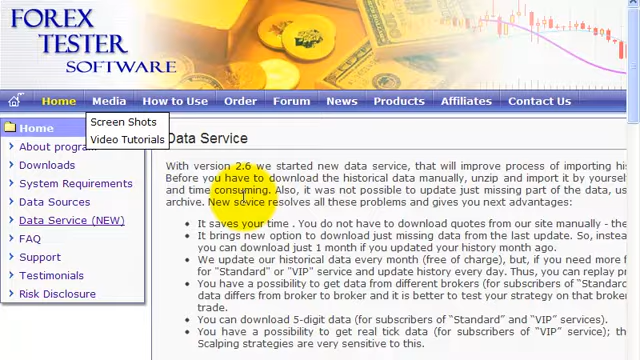 FOREX
TESTER
SOFTWARE
Home Media How to Use Order Forum News Products Affiliates Contact Us
Screen Shots
Video Tutorials
Home
About program
Downloads
System Requirements
Data Sources
Data Service (NEW)
FAQ
Support
Testimonials
Risk Disclosure
Data Service
With version 2.6 we started new data service, that will improve process of importing his
Before you have to download the historical data manually, unzip and import it by yourself
and time consuming. Also, it was not possible to update just missing part of the data, us
archive. New service resolves all these problems and gives you following advantages:
It saves your time . You do not have to download quotes from our site manually - the
It brings new option to download just missing data from the last update. So, instea
you can download just 1 month if you updated your history month ago.
We update our historical data every month (free of charge), but, if you need more f
for "Standard" or "VIP" service and update history every day. Thus, you can replay p
You have a possibility to get data from different brokers (for subscribers of "Standar
data differs from broker to broker and it is better to test your strategy on that broker
trade.
You can download 5-digit data (for subscribers of "Standard" and "VIP" services).
You have a possibility to get real tick data (for subscribers of "VIP" service); th
Scalping strategies are very sensitive to this.